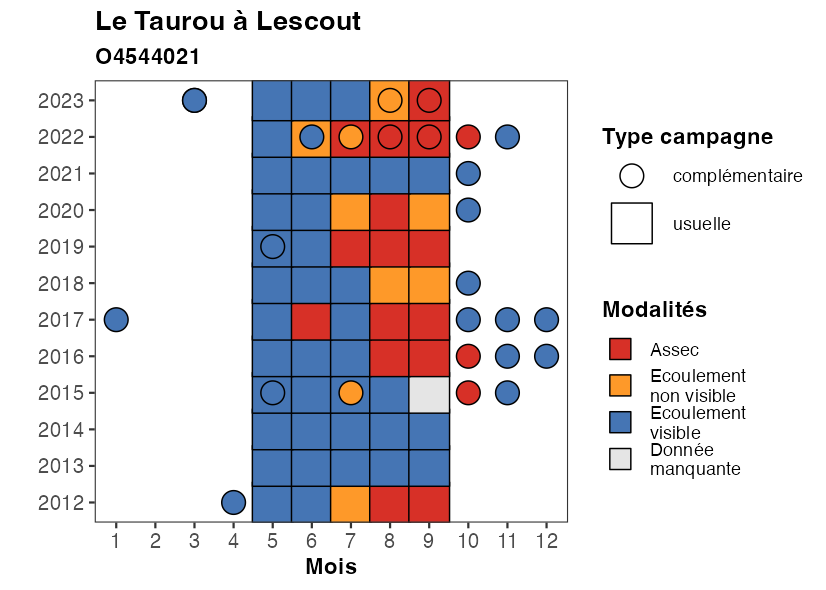 Le Taurou à Lescout
O4544021
2023
2022
2021
2020
2019
2018
2017
2016
2015
2014
2013
2012
1 2 3 4 5 6 7 8 9 10 11 12
Mois
Type campagne
complémentaire
usuelle
Modalités
Assec
Ecoulement
non visible
Ecoulement
visible
Donnée
manquante